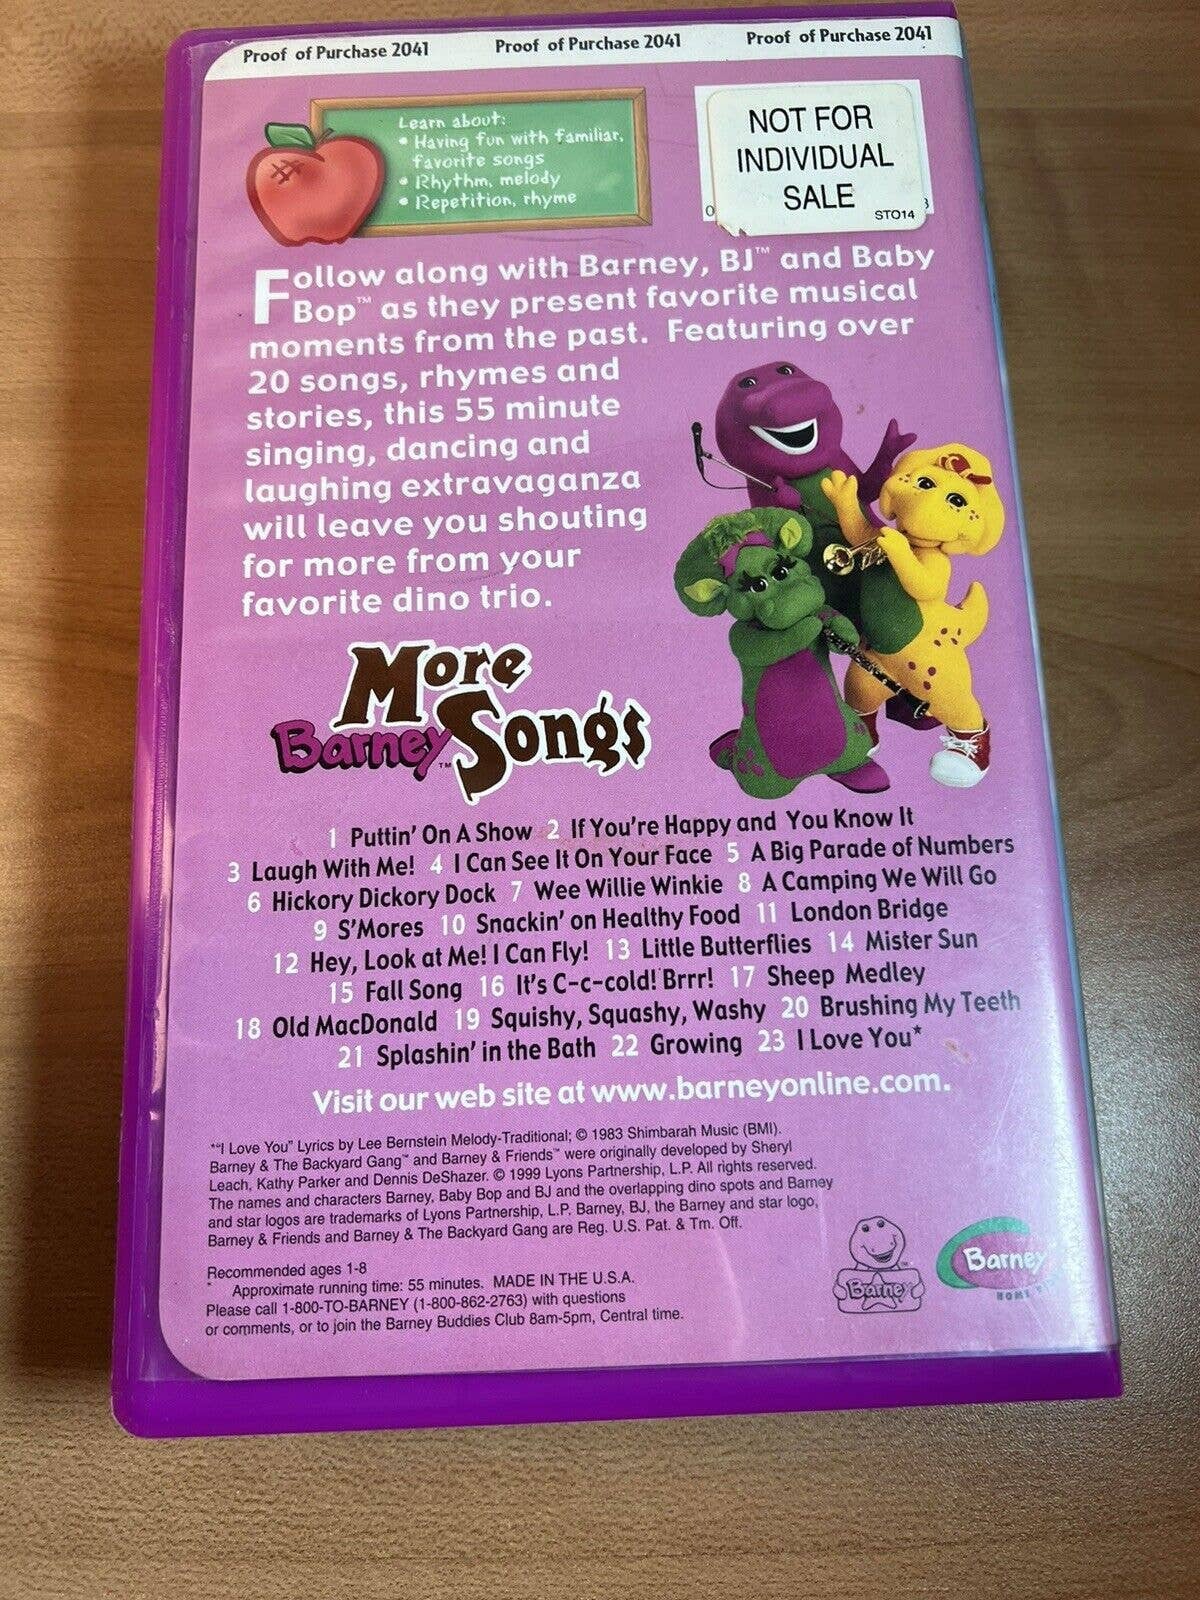 Proof of Purchase 2041 Proof of Purchase 2041 Proof of Purchase 2041
Learn about:
• Having fun with familiar,
favorite songs
• Rhythm, melody
• Repetition, rhyme
NOT FOR
INDIVIDUAL
SALE
STO14
0
Follow along with Barney, BJ™ and Baby
Bop™ as they present favorite musical
moments from the past. Featuring over
20 songs, rhymes and
stories, this 55 minute
singing, dancing and
laughing extravaganza
will leave you shouting
for more from your
favorite dino trio.
More
Barney™ Songs
1 Puttin' On A Show 2 If You're Happy and You Know It
3 Laugh With Me! 4 I Can See It On Your Face 5 A Big Parade of Numbers
6 Hickory Dickory Dock 7 Wee Willie Winkie 8 A Camping We Will Go
9 S'Mores 10 Snackin' on Healthy Food 11 London Bridge
12 Hey, Look at Me! I Can Fly! 13 Little Butterflies 14 Mister Sun
15 Fall Song 16 It's C-c-cold! Brrr! 17 Sheep Medley
18 Old MacDonald 19 Squishy, Squashy, Washy 20 Brushing My Teeth
21 Splashin' in the Bath 22 Growing 23 I Love You*
Visit our web site at www.barneyonline.com.
*"I Love You" Lyrics by Lee Bernstein Melody-Traditional; © 1983 Shimbarah Music (BMI).
Barney & The Backyard Gang™ and Barney & Friends™ were originally developed by Sheryl
Leach, Kathy Parker and Dennis DeShazer. © 1999 Lyons Partnership, L.P. All rights reserved.
The names and characters Barney, Baby Bop and BJ and the overlapping dino spots and Barney
and star logos are trademarks of Lyons Partnership, L.P. Barney, BJ, the Barney and star logo,
Barney & Friends and Barney & The Backyard Gang are Reg. U.S. Pat. & Tm. Off.
Recommended ages 1-8
Approximate running time: 55 minutes. MADE IN THE U.S.A.
Please call 1-800-TO-BARNEY (1-800-862-2763) with questions
or comments, or to join the Barney Buddies Club 8am-5pm, Central time.
Barney™
Barney
HOME